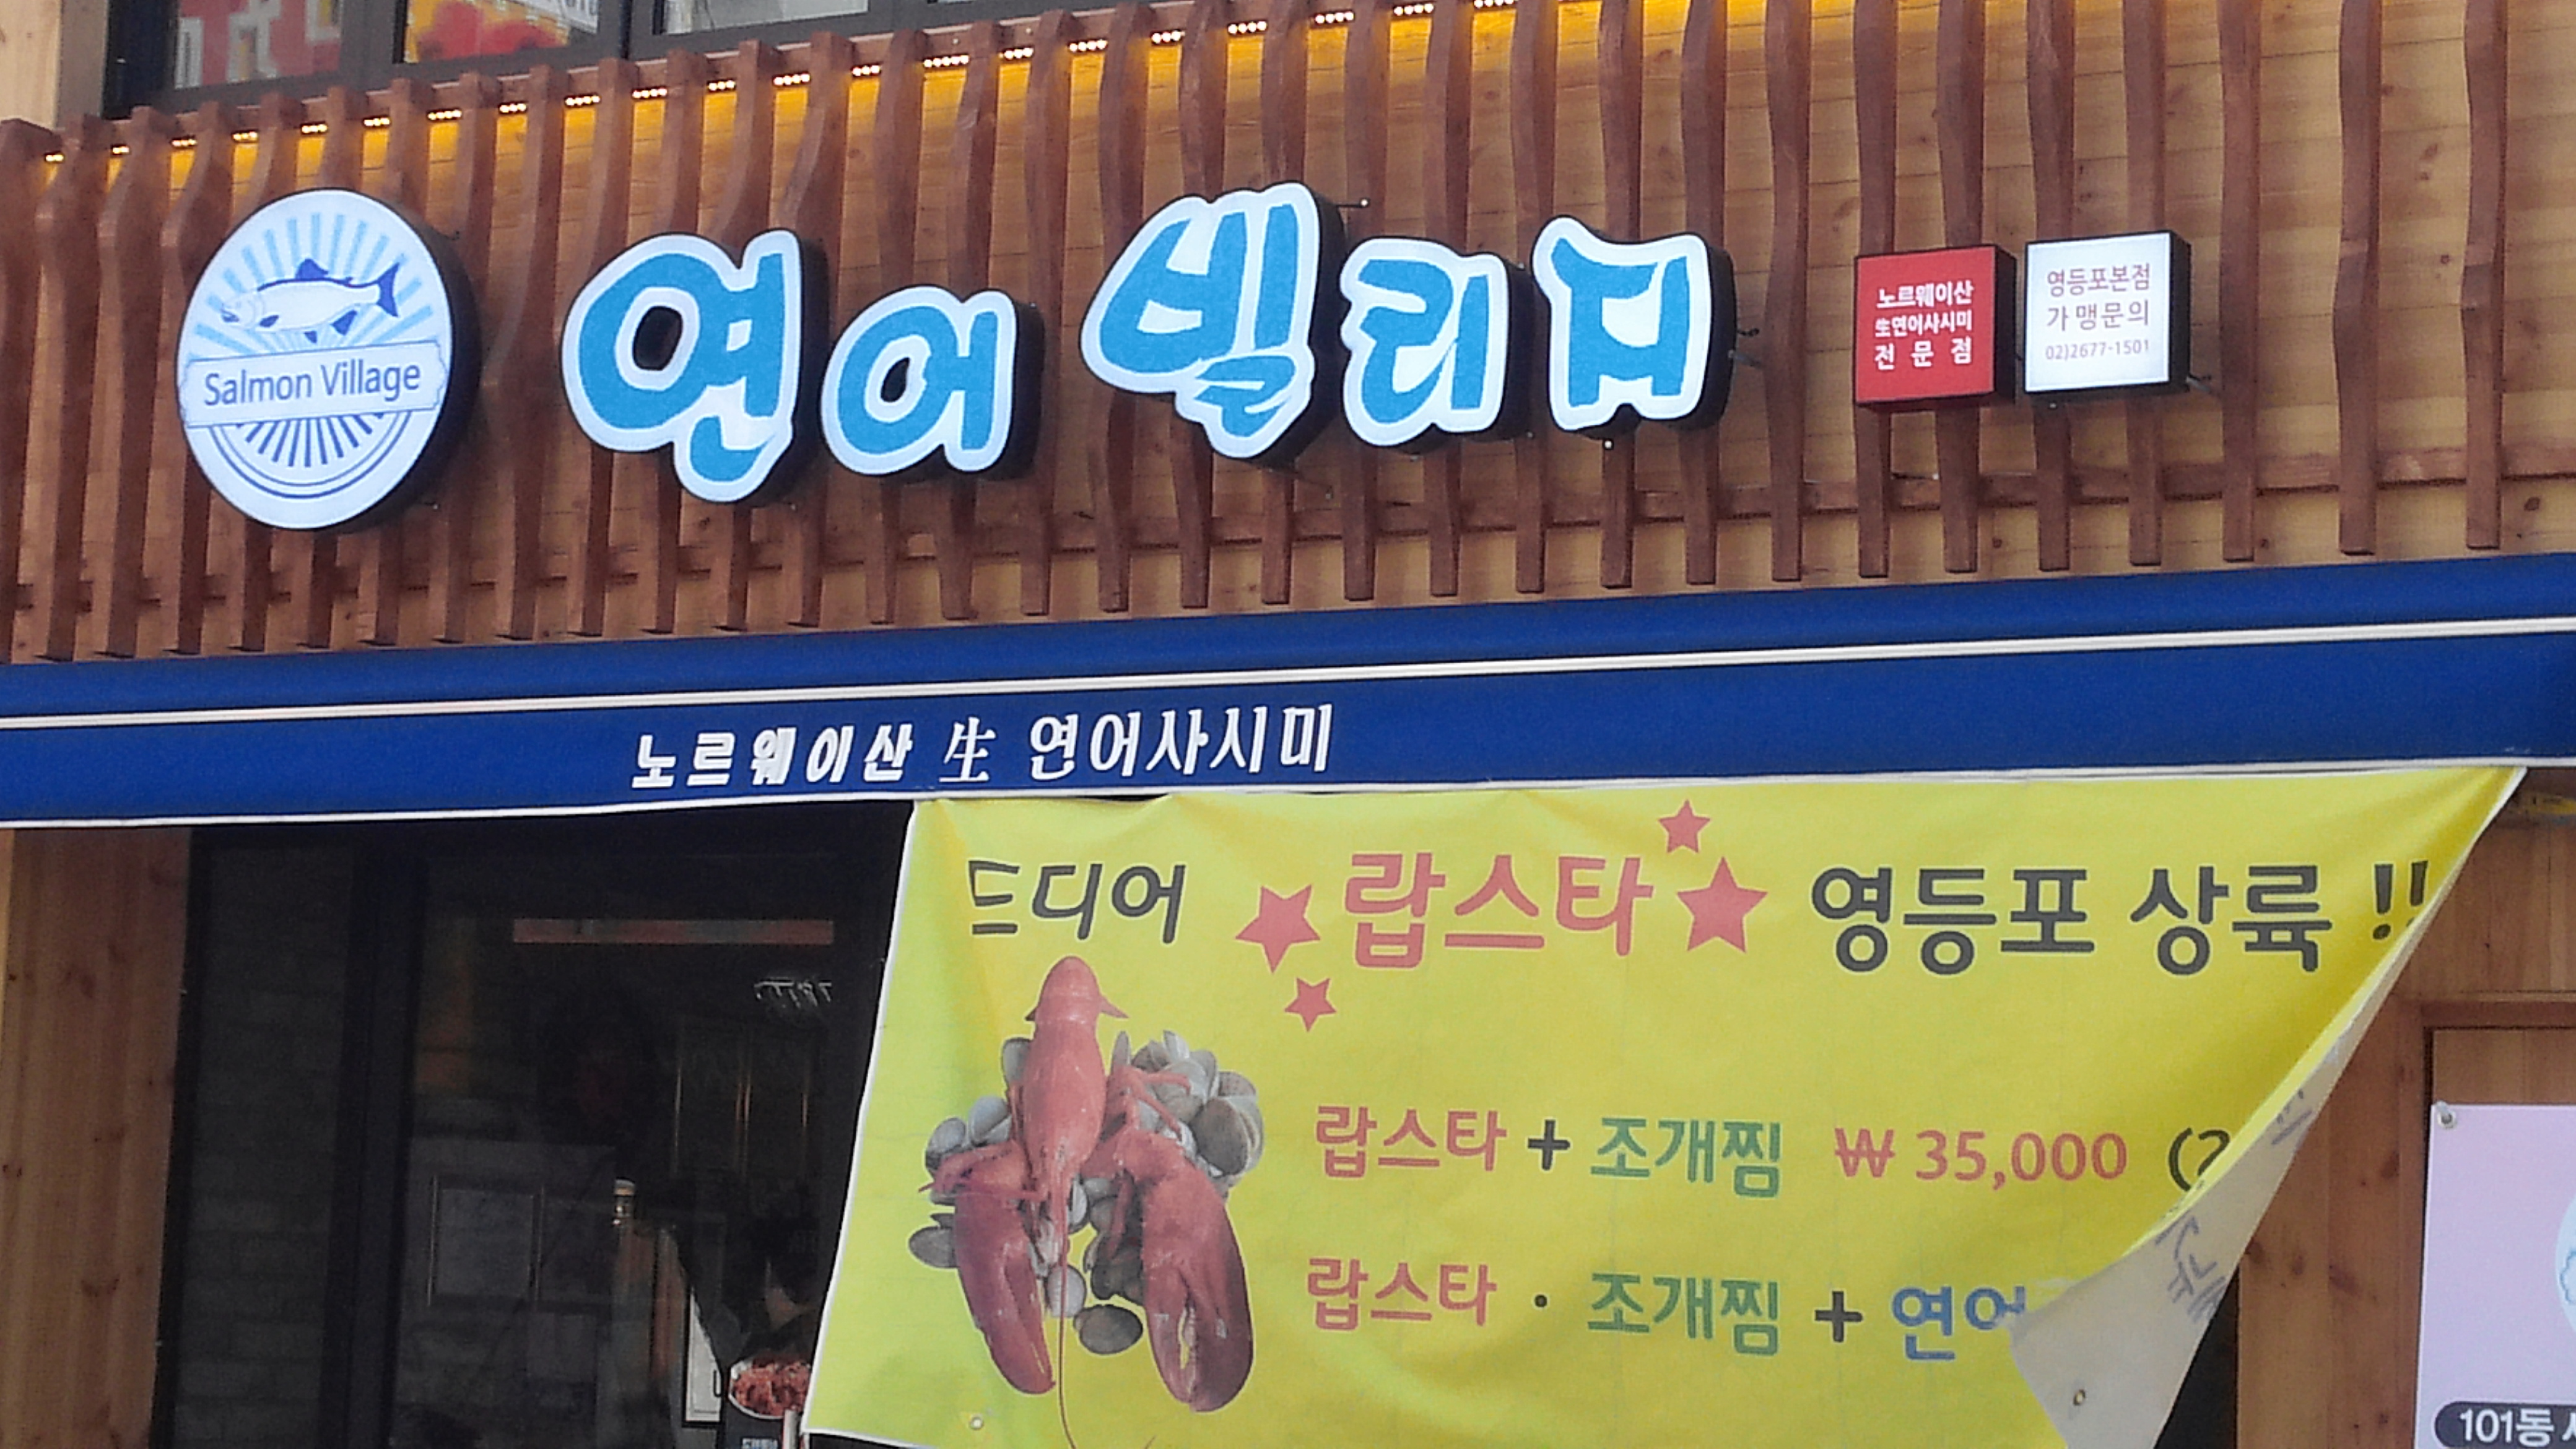 Salmon Village
연어 빌리지
노르웨이산
生연어사시미
전 문 점
영등포본점
가 맹 문 의
02)2677-1501
노르웨이산 生 연어사시미
드디어 랍스타 영등포 상륙 !!
랍스타 + 조개찜 ₩ 35,000 (2
랍스타 · 조개찜 + 연어
101동